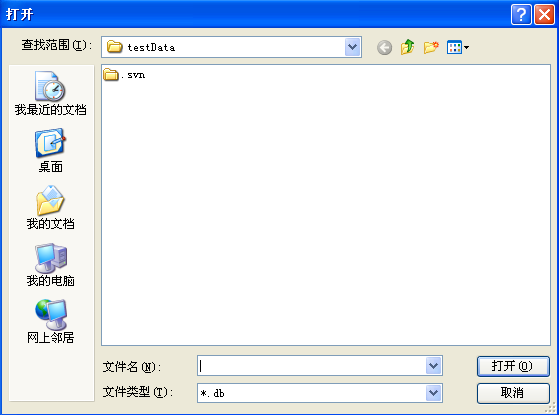 打开
查找范围(I): testData
.svn
我最近的文档
桌面
我的文档
我的电脑
网上邻居
文件名(N): 打开(O)
文件类型(T): *.db 取消